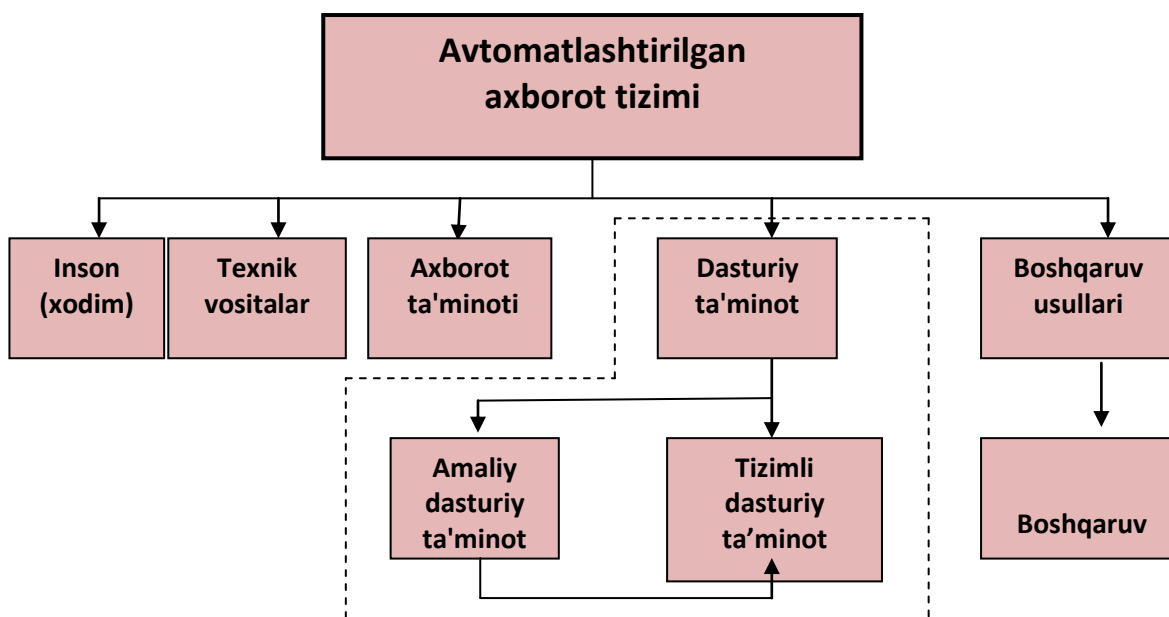 Avtomatlashtirilgan
axborot tizimi
Inson
(xodim)
Texnik
vositalar
Axborot
ta'minoti
Dasturiy
ta'minot
Boshqaruv
usullari
Amaliy
dasturiy
ta'minot
Tizimli
dasturiy
ta’minot
Boshqaruv